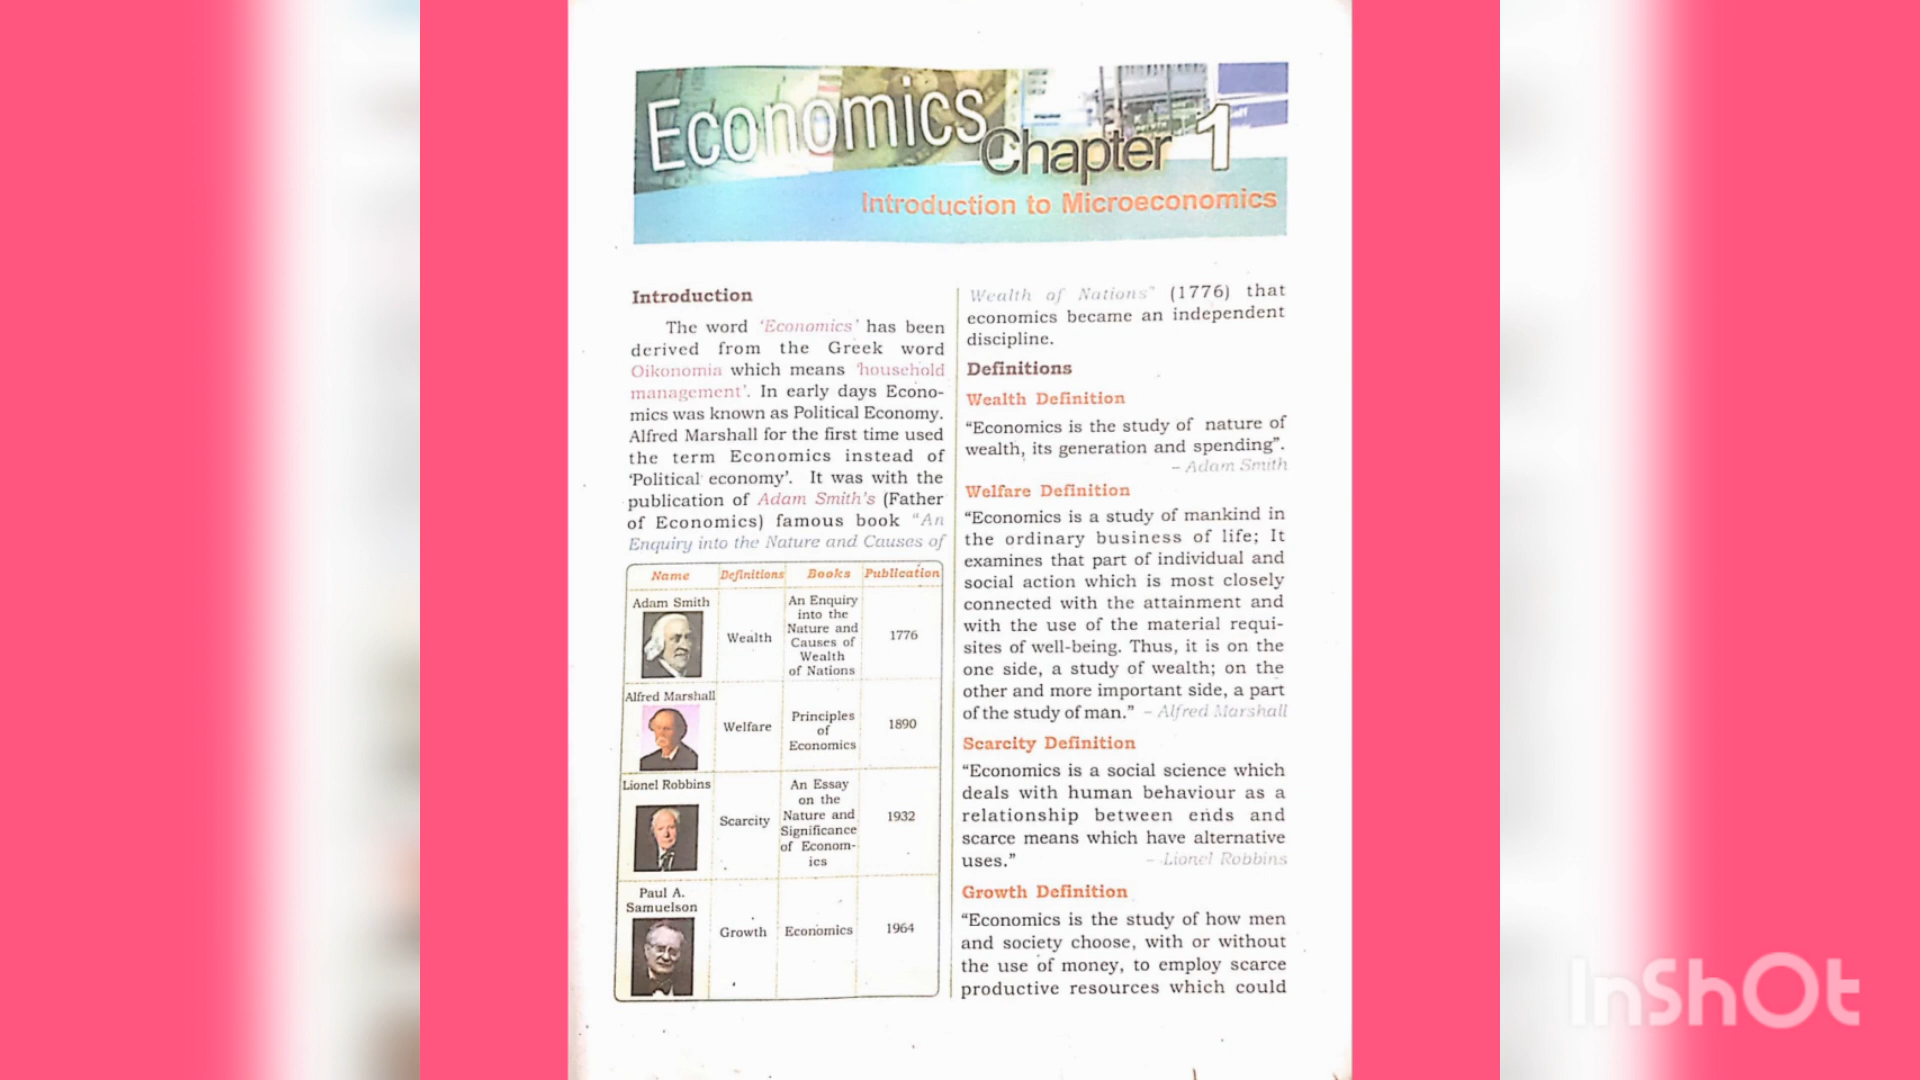 Economics
Chapter 1
Introduction to Microeconomics
Introduction
The word 'Economics' has been
derived from the Greek word
Oikonomia which means 'household
management'. In early days Econo-
mics was known as Political Economy.
Alfred Marshall for the first time used
the term Economics instead of
'Political economy'. It was with the
publication of Adam Smith's (Father
of Economics) famous book "An
Enquiry into the Nature and Causes of
Name Definitions Books Publication
Adam Smith
Wealth
An Enquiry
into the
Nature and
Causes of
Wealth
of Nations
1776
Alfred Marshall
Welfare
Principles
of
Economics
1890
Lionel Robbins
Scarcity
An Essay
on the
Nature and
Significance
of Econom-
ics
1932
Paul A.
Samuelson
Growth
Economics
1964
Wealth of Nations" (1776) that
economics became an independent
discipline.
Definitions
Wealth Definition
"Economics is the study of nature of
wealth, its generation and spending".
– Adam Smith
Welfare Definition
"Economics is a study of mankind in
the ordinary business of life; It
examines that part of individual and
social action which is most closely
connected with the attainment and
with the use of the material requi-
sites of well-being. Thus, it is on the
one side, a study of wealth; on the
other and more important side, a part
of the study of man." – Alfred Marshall
Scarcity Definition
"Economics is a social science which
deals with human behaviour as a
relationship between ends and
scarce means which have alternative
uses." – Lionel Robbins
Growth Definition
"Economics is the study of how men
and society choose, with or without
the use of money, to employ scarce
productive resources which could
InShOt